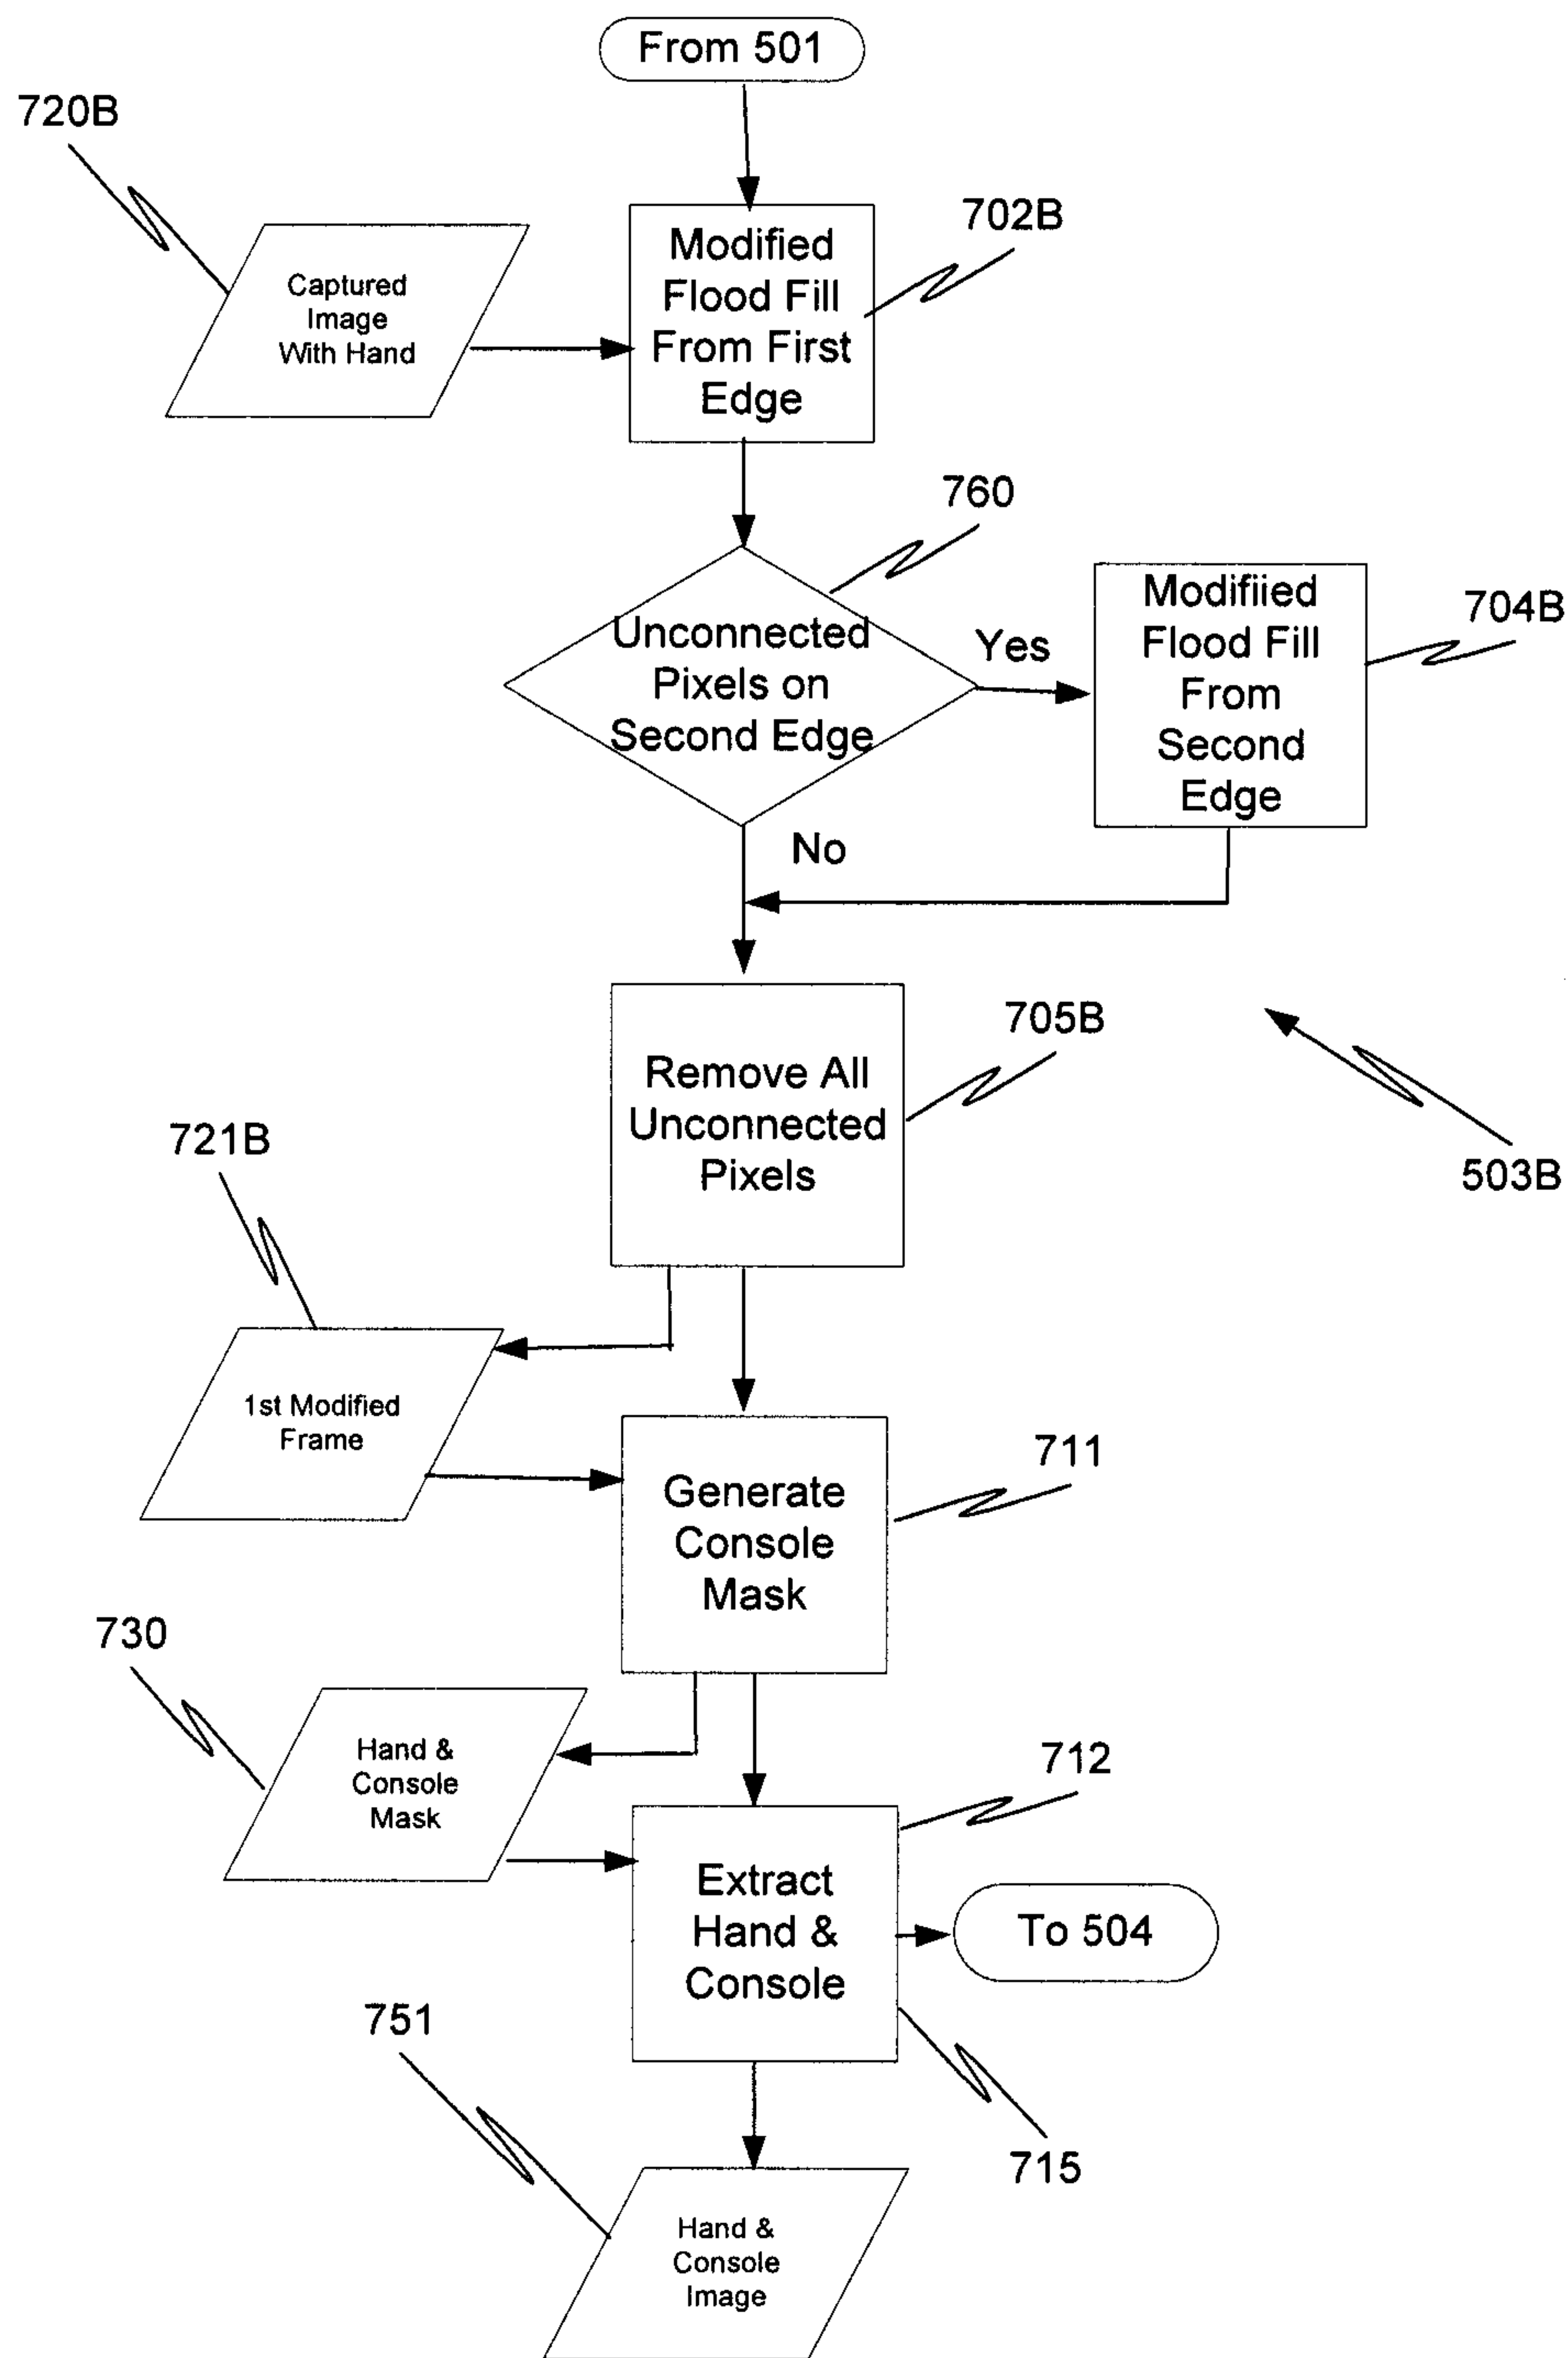 From 501
720B
Captured
Image
With Hand
Modified
Flood Fill
From First
Edge
702B
760
Unconnected
Pixels on
Second Edge
Yes
Modifiied
Flood Fill
From
Second
Edge
704B
No
Remove All
Unconnected
Pixels
705B
503B
721B
1st Modified
Frame
Generate
Console
Mask
711
730
Hand &
Console
Mask
712
Extract
Hand &
Console
To 504
715
751
Hand &
Console
Image